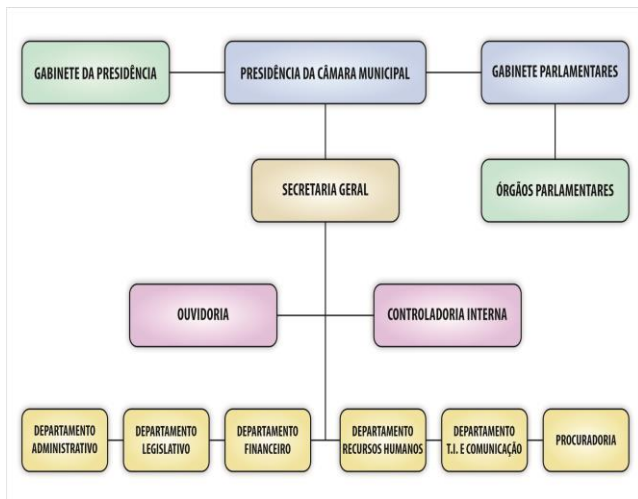 GABINETE DA PRESIDÊNCIA
PRESIDÊNCIA DA CÂMARA MUNICIPAL
GABINETE PARLAMENTARES
SECRETARIA GERAL
ÓRGÃOS PARLAMENTARES
OUVIDORIA
CONTROLADORIA INTERNA
DEPARTAMENTO
ADMINISTRATIVO
DEPARTAMENTO
LEGISLATIVO
DEPARTAMENTO
FINANCEIRO
DEPARTAMENTO
RECURSOS HUMANOS
DEPARTAMENTO
T.I. E COMUNICAÇÃO
PROCURADORIA